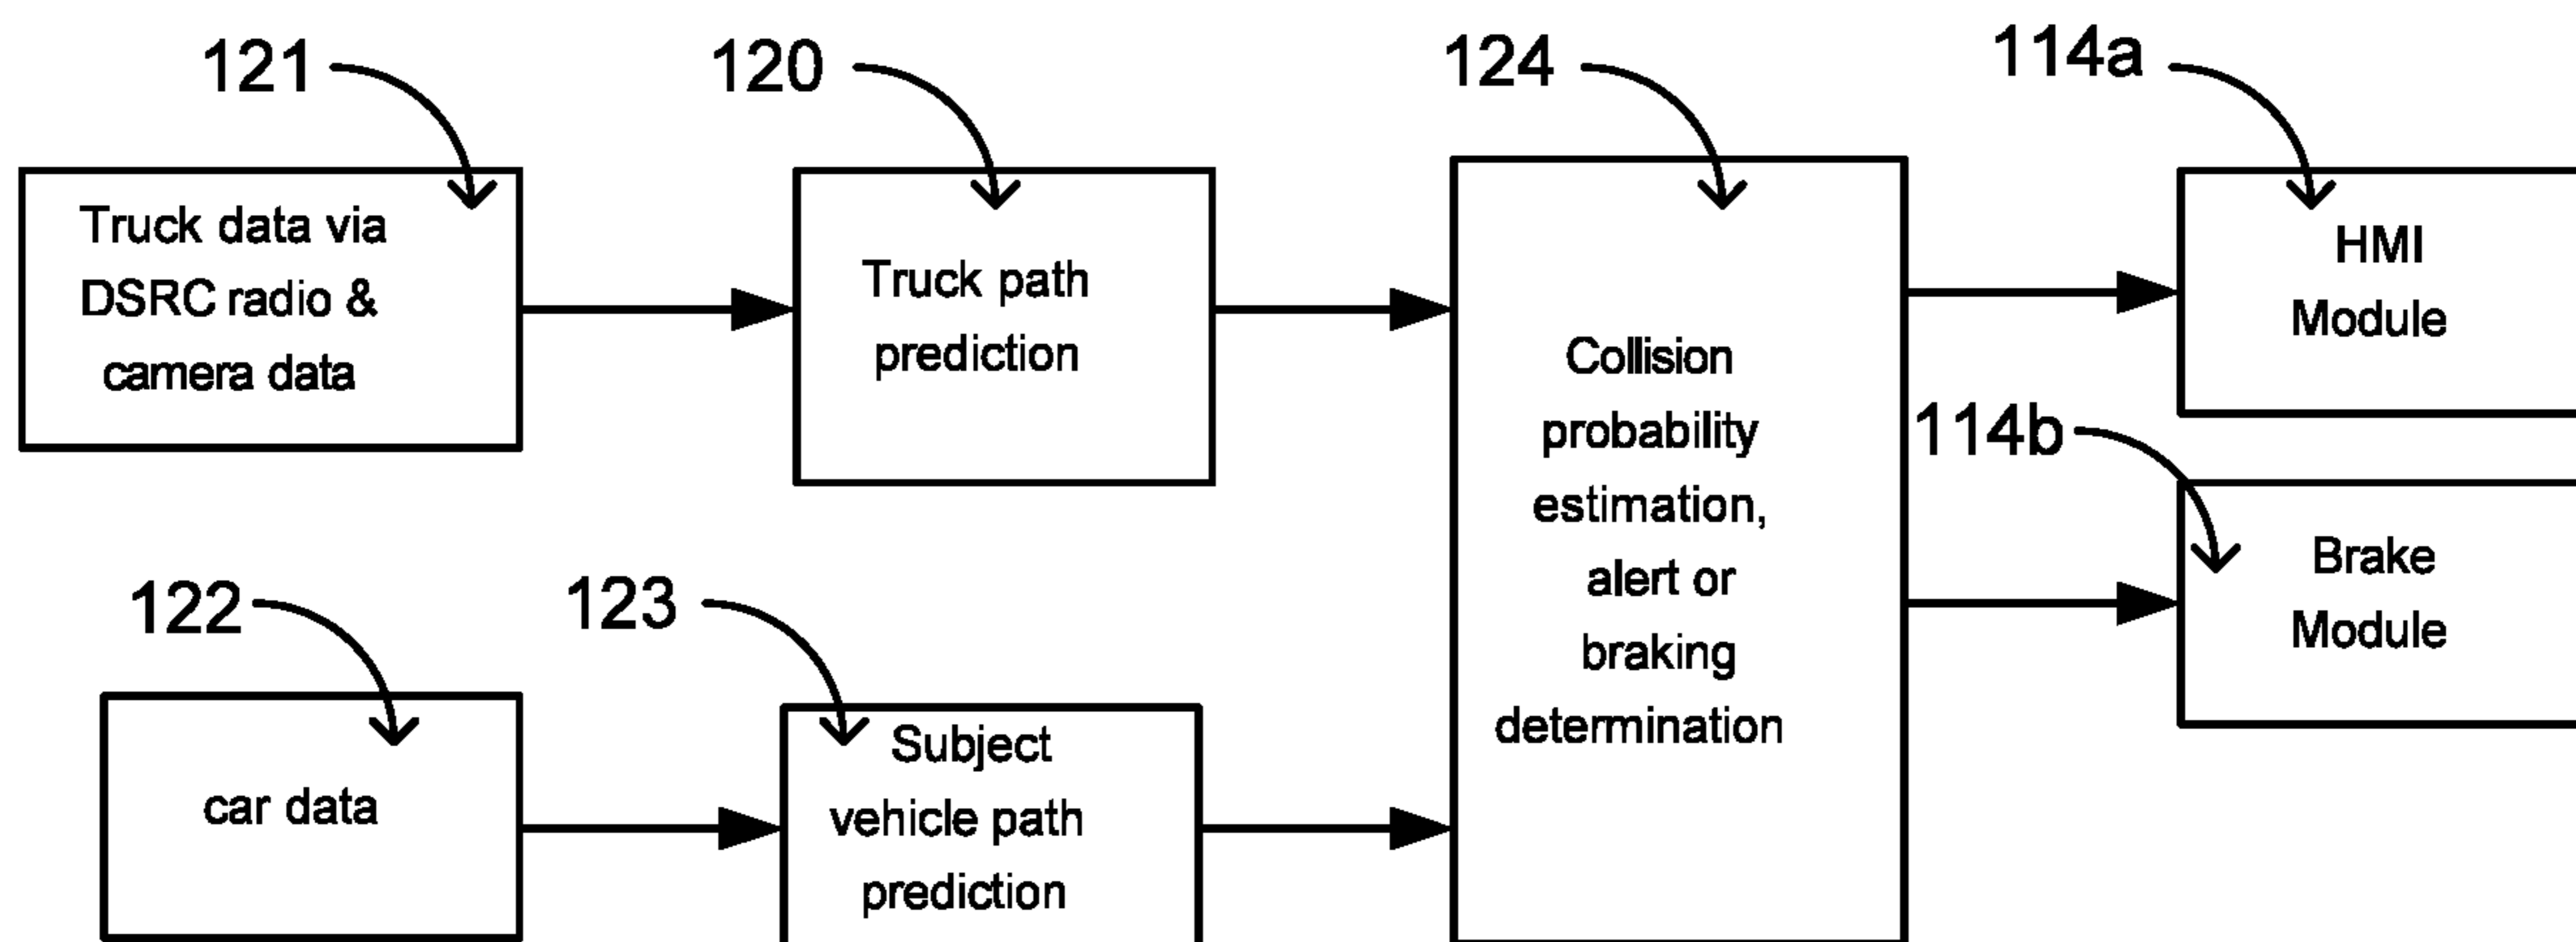 121
120
124
114a
Truck data via
DSRC radio &
camera data
Truck path
prediction
Collision
probability
estimation,
alert or
braking
determination
HMI
Module
114b
Brake
Module
122
123
car data
Subject
vehicle path
prediction